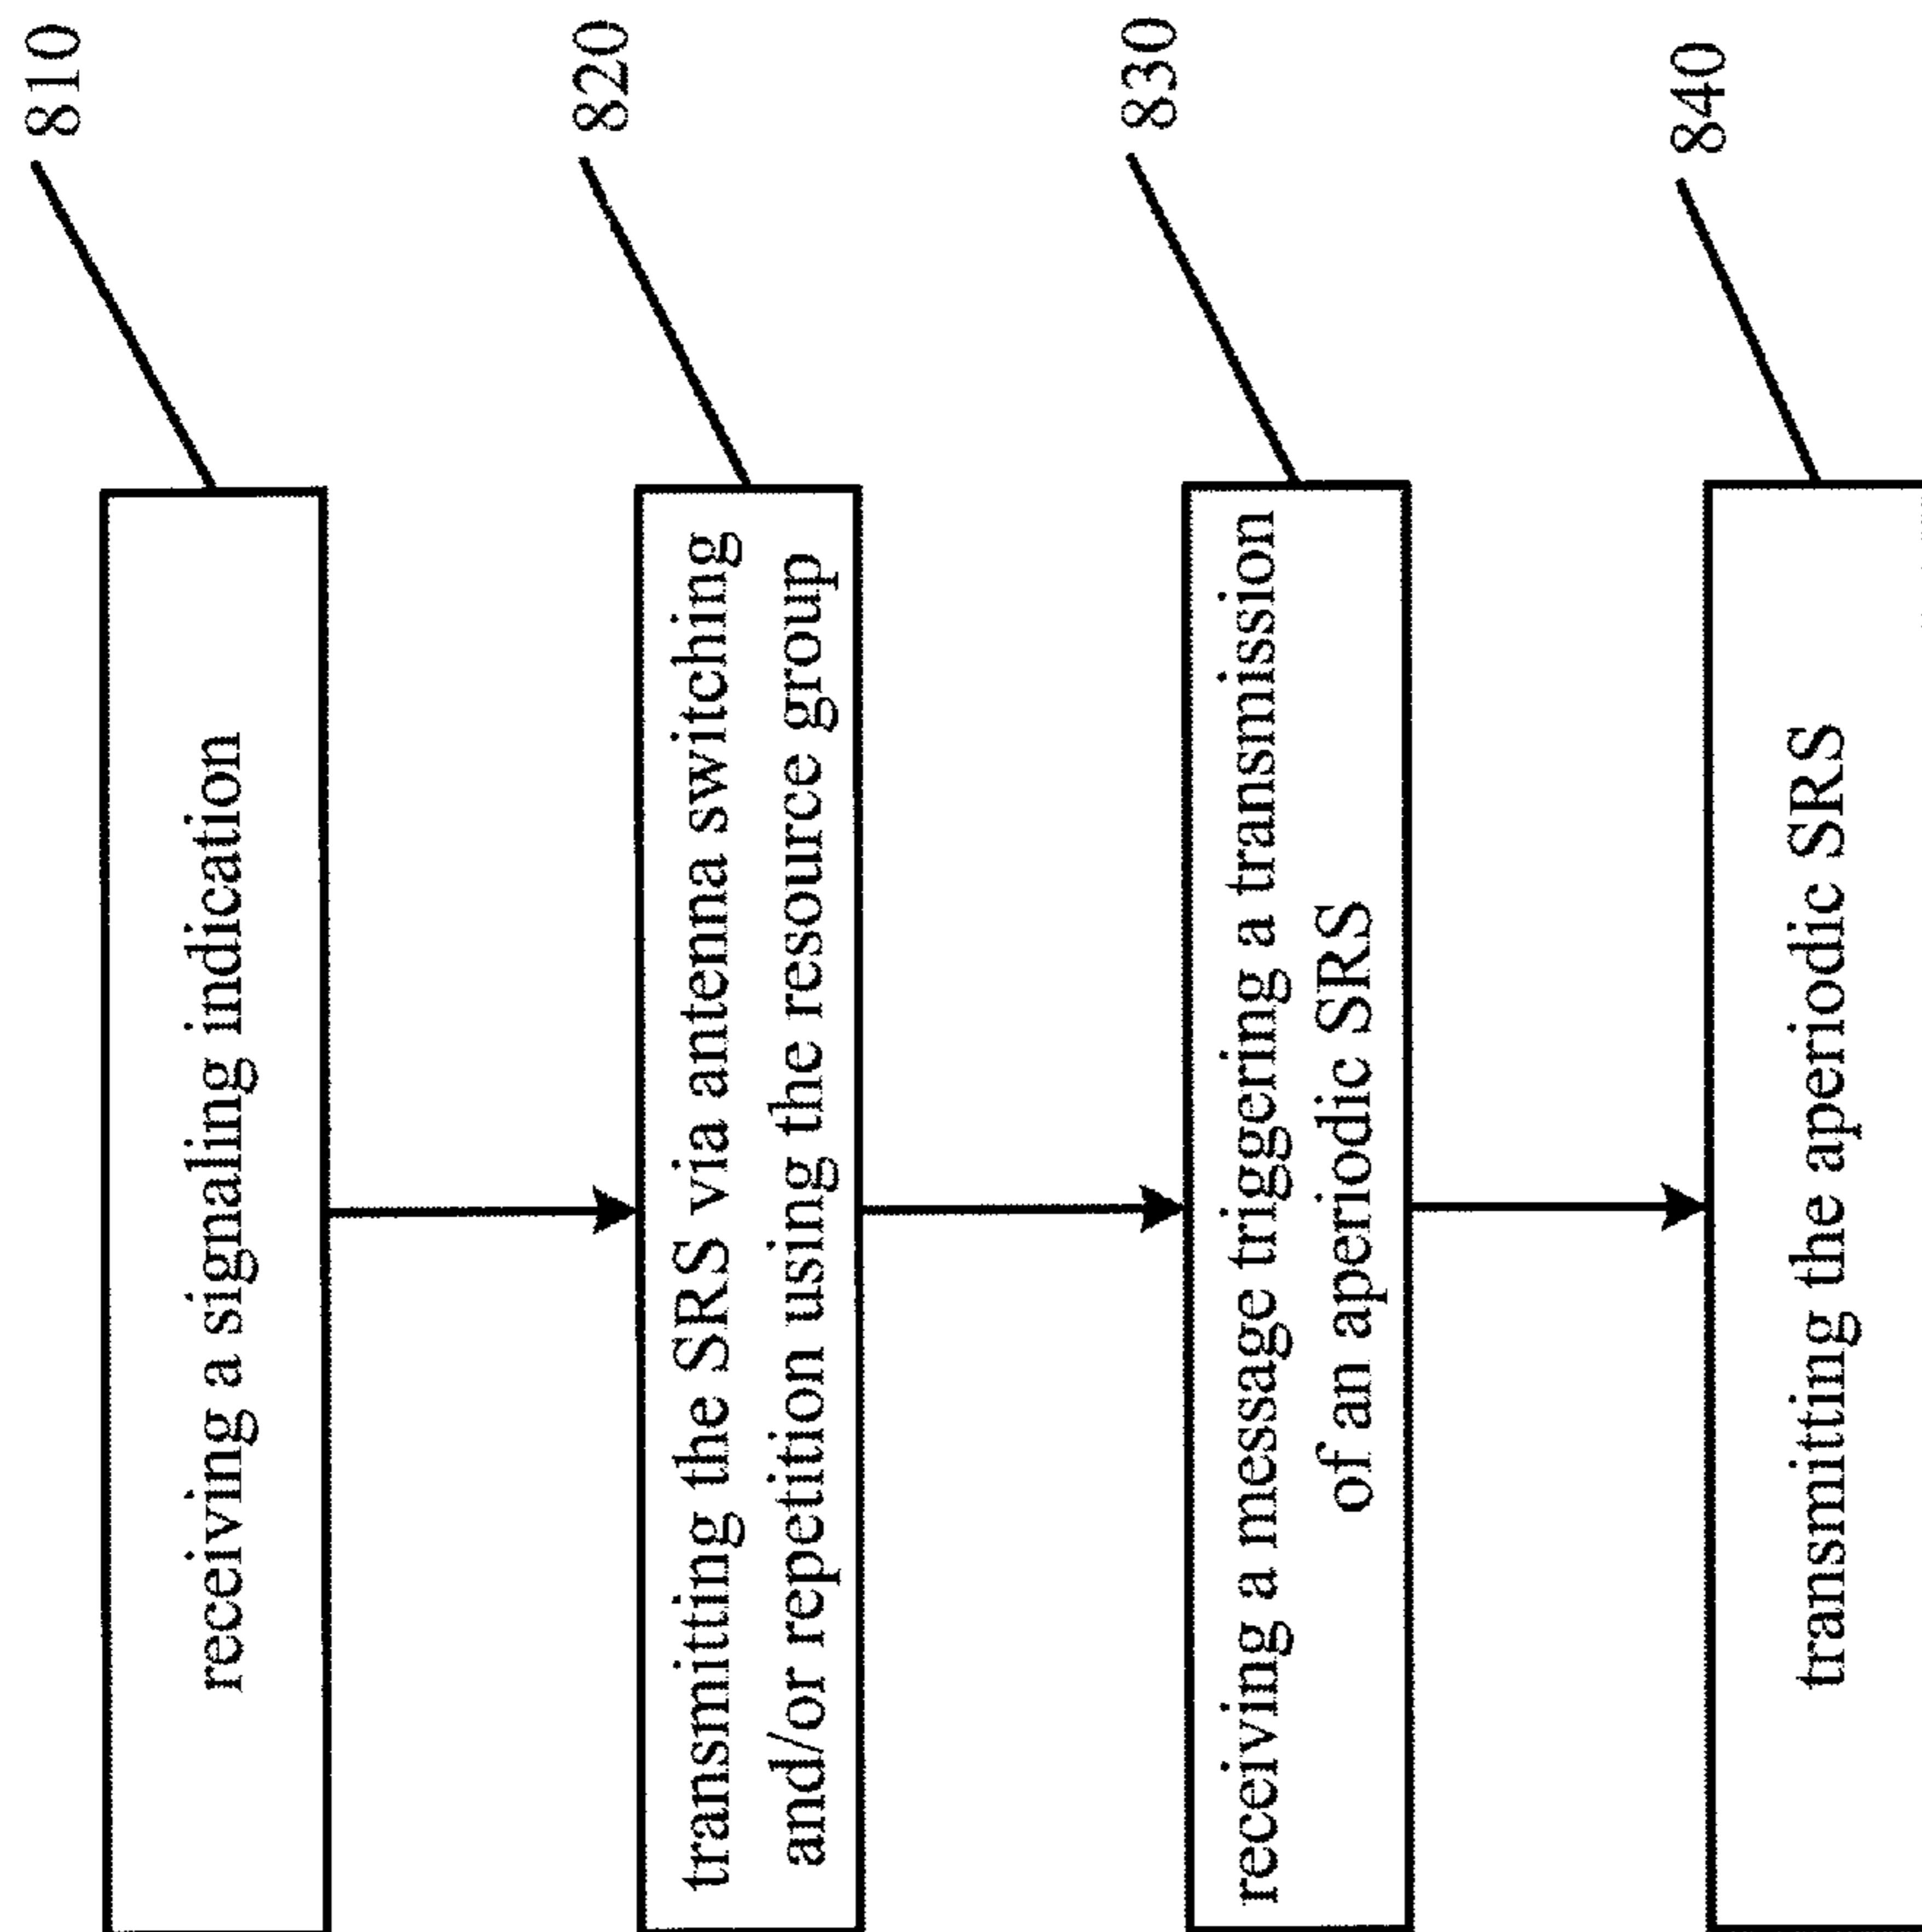 receiving a signaling indication
810
transmitting the SRS via antenna switching
and/or repetition using the resource group
820
receiving a message triggering a transmission
of an aperiodic SRS
830
transmitting the aperiodic SRS
840